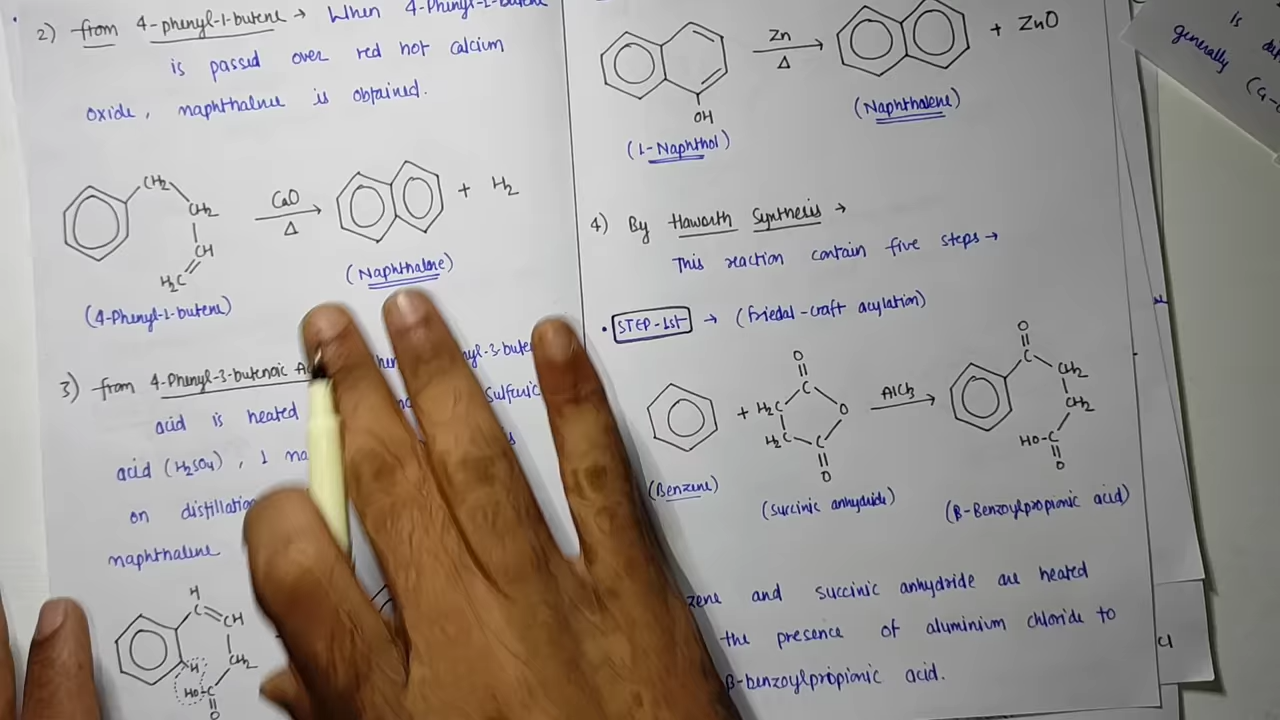 2) from 4-phenyl-1-butene → When 4-Phenyl-1-butene
is passed over red hot calcium
oxide, naphthalene is obtained.
CH2
CH2
CH
H2C
CaO
Δ
+ H2
(4-Phenyl-1-butene)
(Naphthalene)
3) from 4-Phenyl-3-butenoic
acid is heated
sulfuric
acid (H2SO4), 1
on distillation
naphthalene
H
C
CH
CH2
H
HO-C
O
Zn
Δ
+ ZnO
OH
(1-Naphthol)
(Naphthalene)
4) By Haworth Synthesis →
This reaction contain five steps →
• STEP-1st → (friedal-craft acylation)
O
C
+ H2C
O
H2C
C
O
AlCl3
O
C
CH2
CH2
HO-C
O
(Benzene)
(succinic anhydride)
(β-Benzoylpropionic acid)
and succinic anhydride are heated
the presence of aluminium chloride to
β-benzoylpropionic acid.
is
generally
Cl